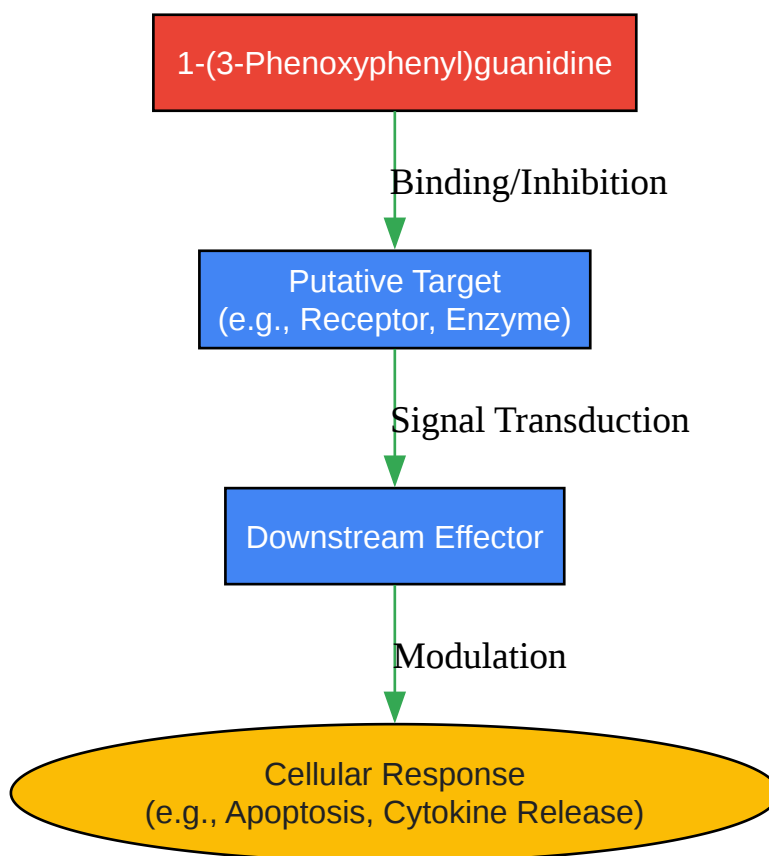 1-(3-Phenoxyphenyl)guanidine
Binding/Inhibition
Putative Target
(e.g., Receptor, Enzyme)
Signal Transduction
Downstream Effector
Modulation
Cellular Response
(e.g., Apoptosis, Cytokine Release)